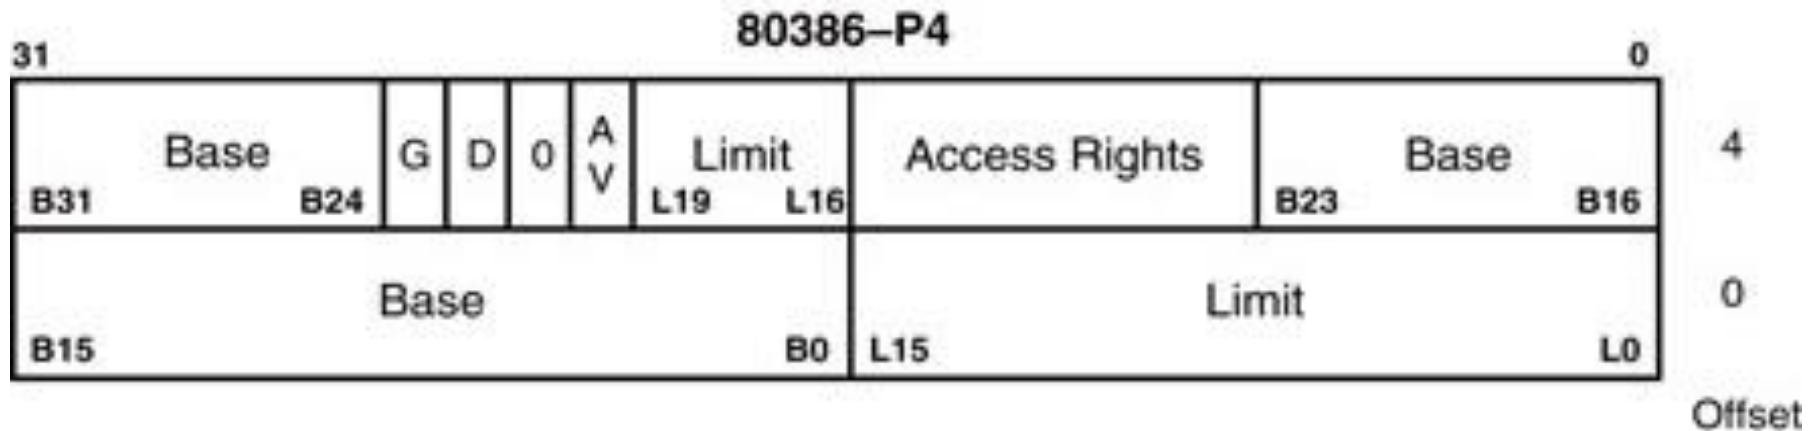 80386–P4
31 0
Base G D 0 A V Limit Access Rights Base 4
B31 B24 L19 L16 B23 B16
Base Limit 0
B15 B0 L15 L0
Offset